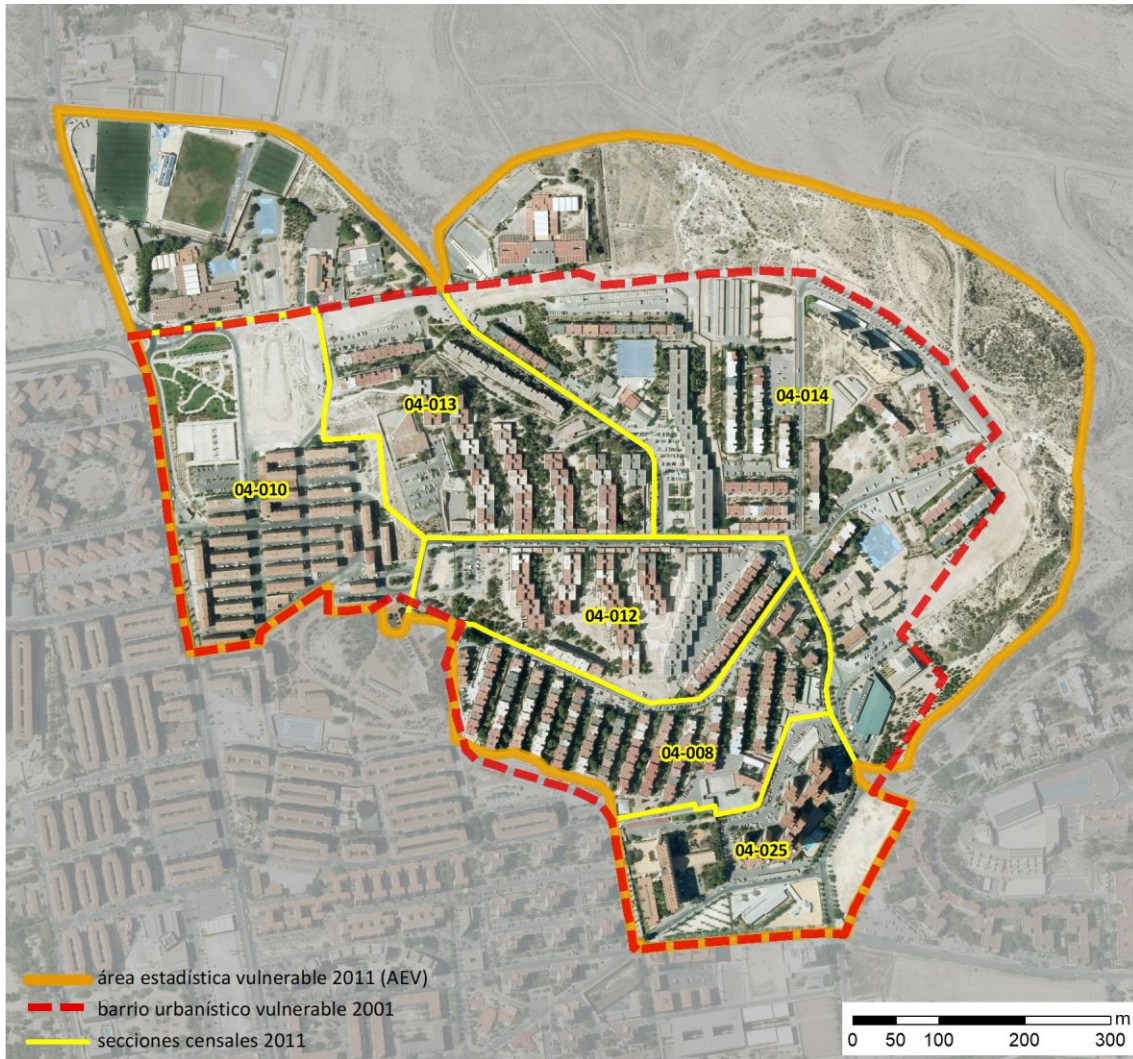 04-013
04-014
04-010
04-012
04-008
04-025
área estadística vulnerable 2011 (AEV)
barrio urbanístico vulnerable 2001
secciones censales 2011
m
0 50 100 200 300